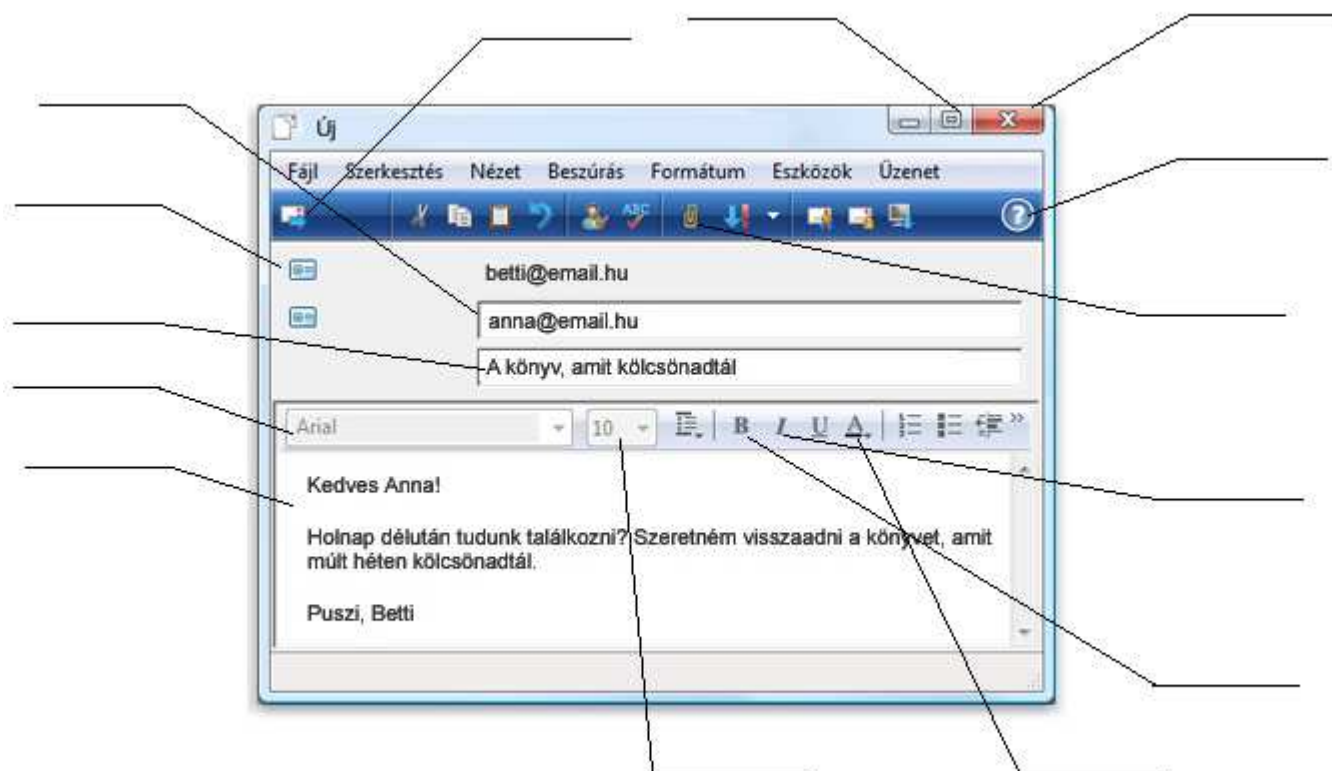 Új
Fájl Szerkesztés Nézet Beszúrás Formátum Eszközök Üzenet
ABC ?
betti@email.hu
anna@email.hu
A könyv, amit kölcsönadtál
Arial 10 B I U A »
Kedves Anna!
Holnap délután tudunk találkozni? Szeretném visszaadni a könyvet, amit
múlt héten kölcsönadtál.
Puszi, Betti